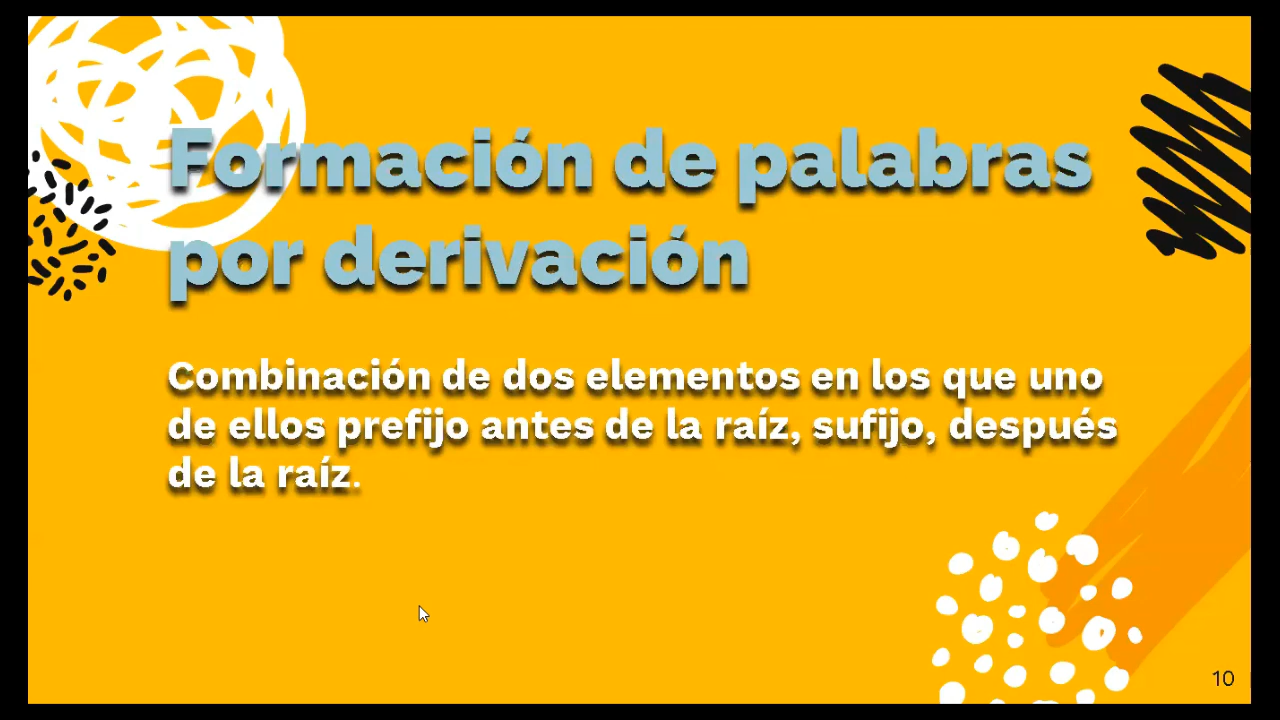 Formación de palabras
por derivación
Combinación de dos elementos en los que uno
de ellos prefijo antes de la raíz, sufijo, después
de la raíz.
10